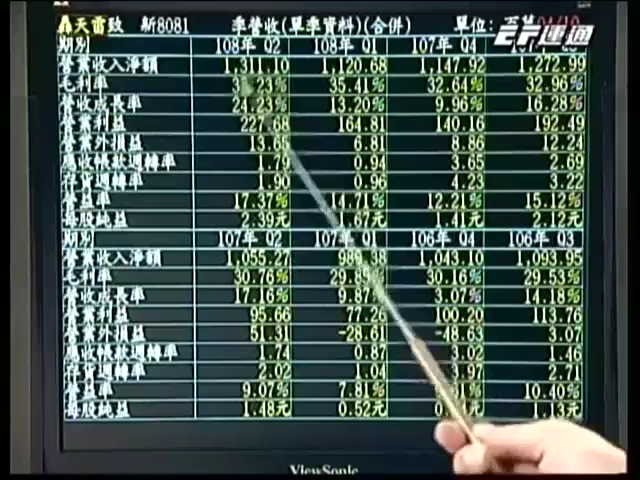 天雷致 新8081 季營收(單季資料)(合併) 單位:
期別 108年 Q2 108年 Q1 107年 Q4 Q3
營業收入淨額 1,311.10 1,120.68 1,147.92 1,272.99
毛利率 35.41% 32.64% 32.96%
營收成長率 24.23% 13.20% 9.96% 16.28%
營業利益 227.68 164.81 140.16 192.49
營業外損益 13.68 6.81 8.86 12.24
應收帳款週轉率 1.79 0.94 3.65 2.69
存貨週轉率 1.90 0.96 4.23 3.22
營益率 17.37% 14.71% 12.21% 15.12%
每股純益 2.39元 1.67元 1.41元 2.12元
期別 107年 Q2 107年 Q1 106年 Q4 106年 Q3
營業收入淨額 1,055.27 989.38 1,043.10 1,093.95
毛利率 30.76% 30.16% 29.53%
營收成長率 17.16% 9.87% 3.07% 14.18%
營業利益 95.66 77.26 100.20 113.76
營業外損益 51.31 -28.61 -48.63 3.07
應收帳款週轉率 1.74 0.87 3.02 1.46
存貨週轉率 2.02 1.04 3.97 2.71
營益率 9.07% 7.81% 10.40%
每股純益 1.48元 0.52元 1.13元
ViewSonic
運通